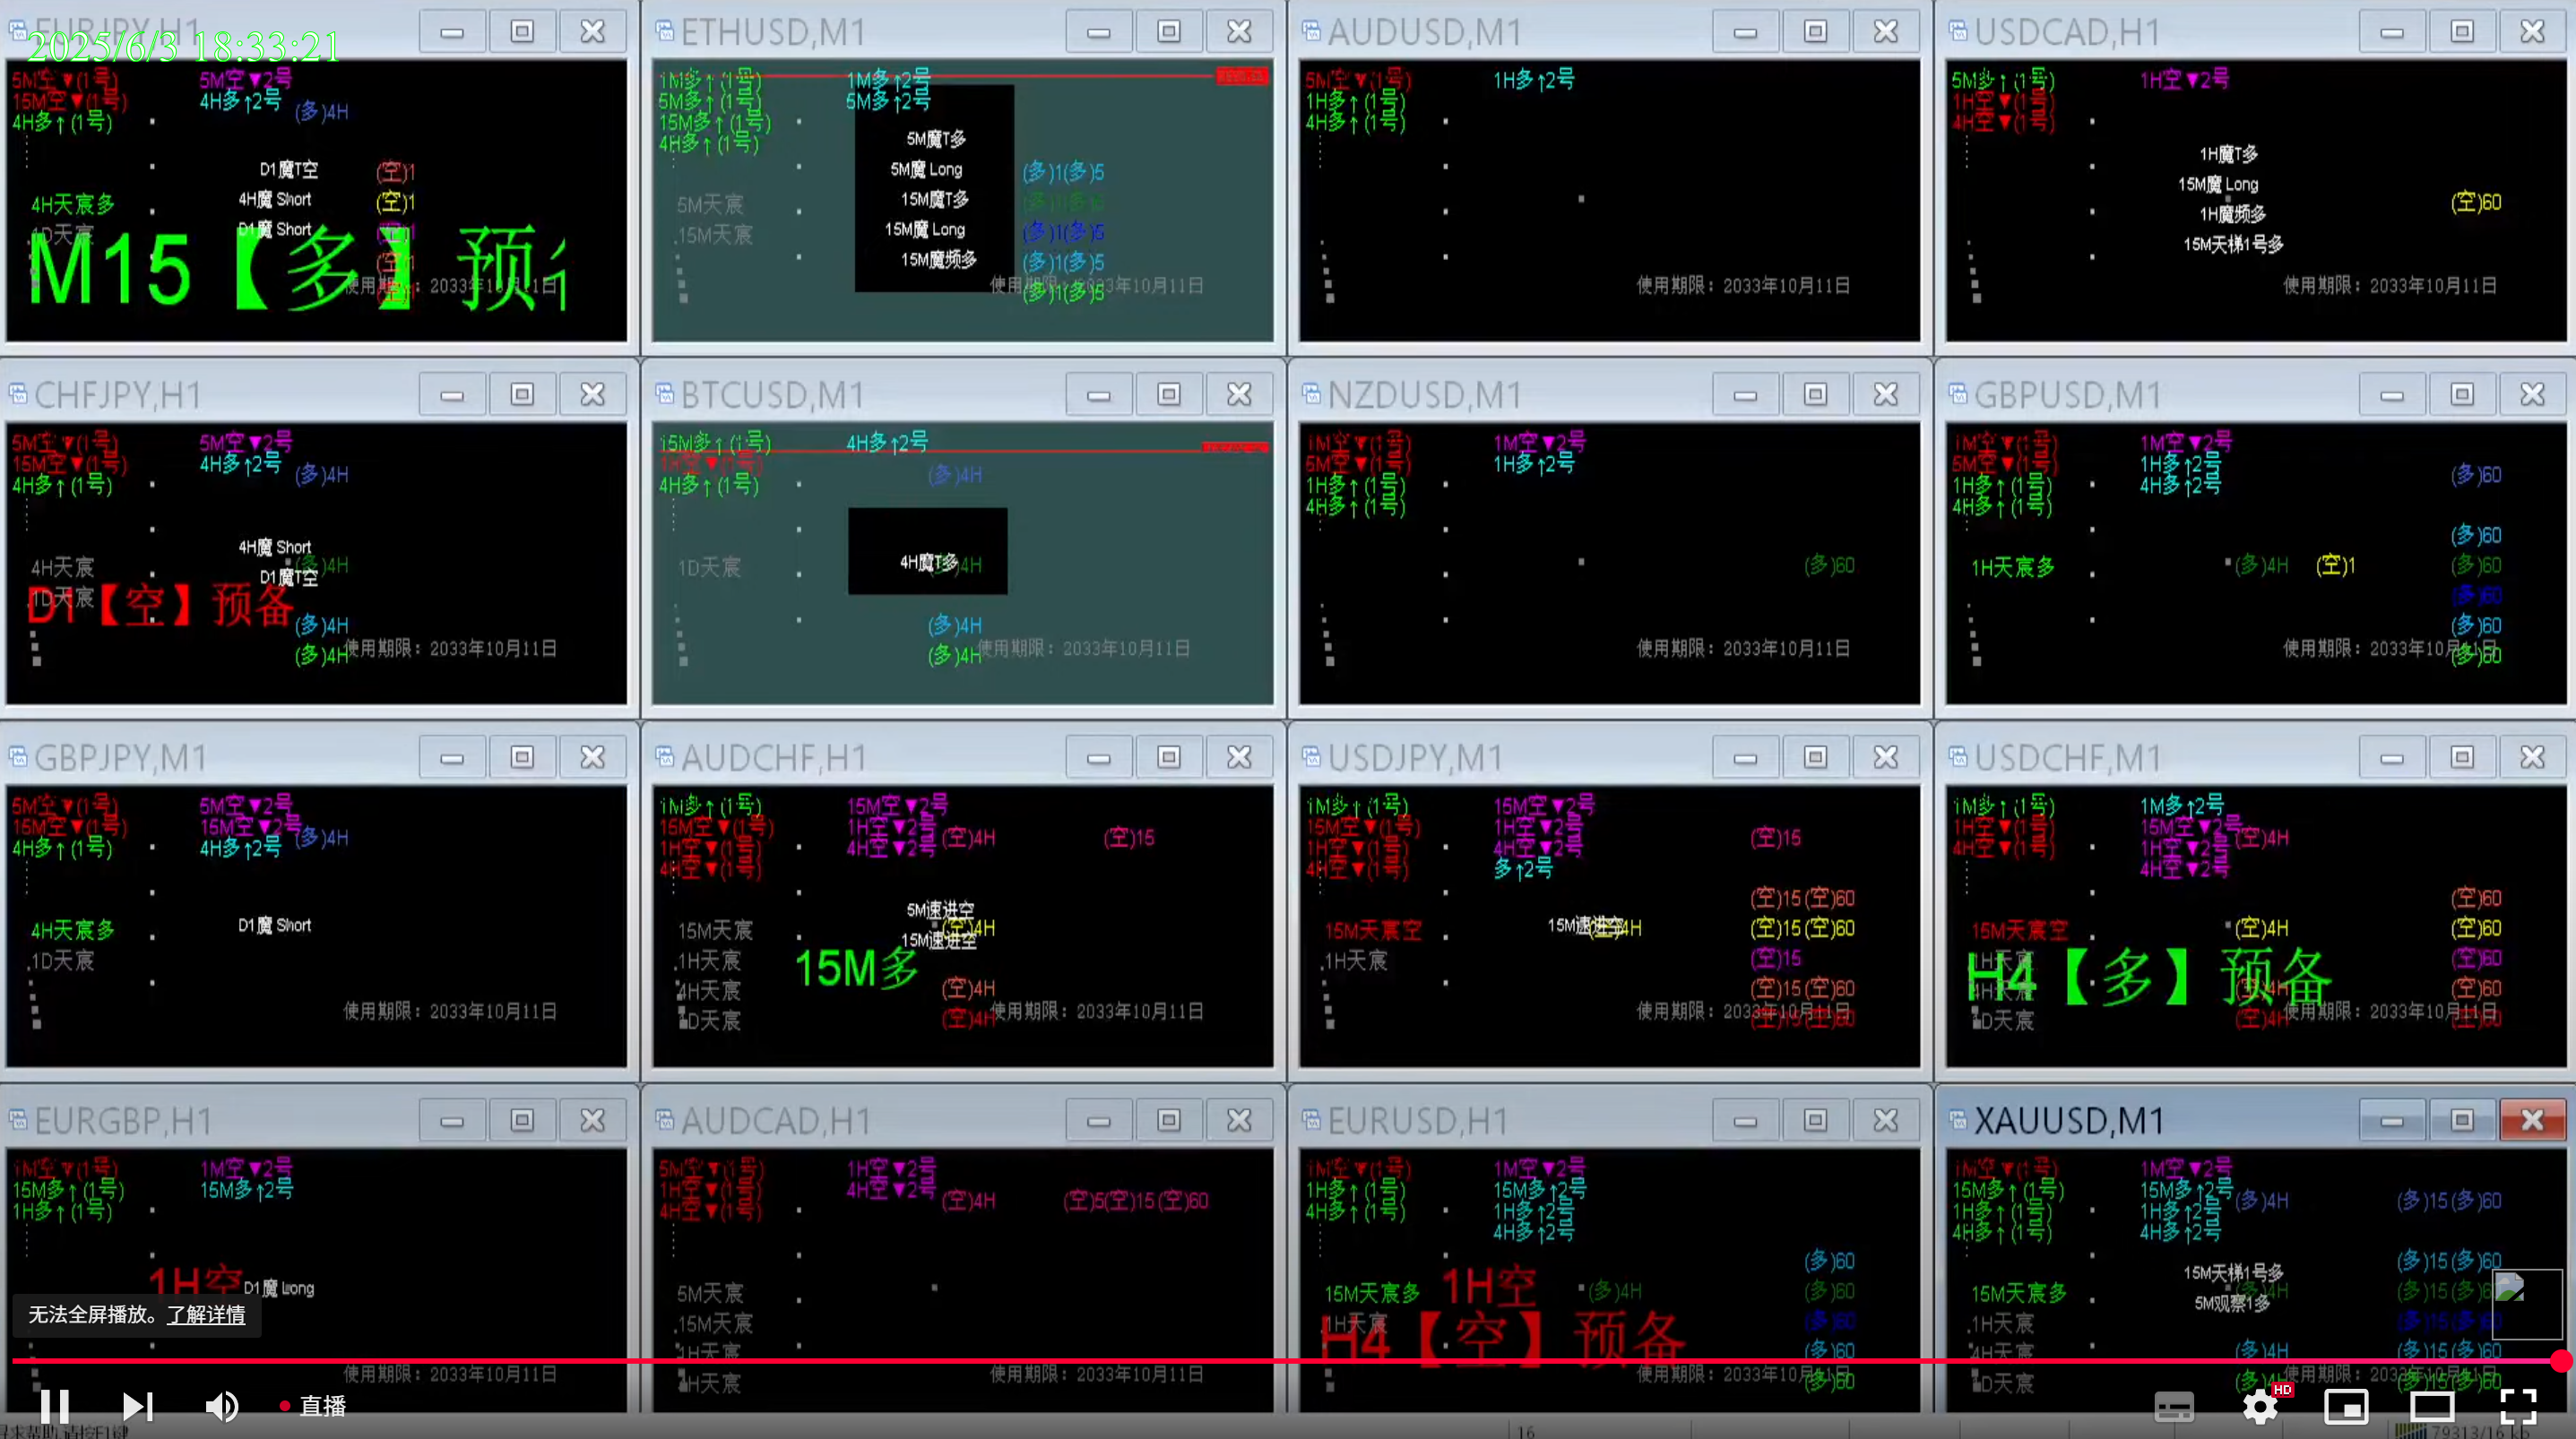 EURJPY,H1
2025/6/3 18:33:21
5M空▼(1号) 5M空▼2号
15M空▼(1号) 4H多↑2号 (多)4H
4H多↑(1号)
D1魔T空 (空)1
4H天宸多 4H魔 Short (空)1
.1D天宸 D1魔 Short
M15【多】预
使用期限：2033年10月11日
ETHUSD,M1
1M多↑(1号) 1M多↑2号
5M多↑(1号) 5M多↑2号
15M多↑(1号)
4H多↑(1号)
5M魔T多
5M魔 Long (多)1(多)5
5M天宸 15M魔T多
.15M天宸 15M魔 Long (多)1(多)5
15M魔频多 (多)1(多)5
使用期限：2033年10月11日
(多)1(多)5
AUDUSD,M1
5M空▼(1号) 1H多↑2号
1H多↑(1号)
4H多↑(1号)
使用期限：2033年10月11日
USDCAD,H1
5M多↑(1号) 1H空▼2号
1H空▼(1号)
4H空▼(1号)
1H魔T多
15M魔 Long
1H魔频多 (空)60
15M天梯1号多
使用期限：2033年10月11日
CHFJPY,H1
5M空▼(1号) 5M空▼2号
15M空▼(1号) 4H多↑2号 (多)4H
4H多↑(1号)
4H魔 Short
4H天宸 (多)4H
D1魔T空
.1D天宸
D1【空】预备
(多)4H
(多)4H 使用期限：2033年10月11日
BTCUSD,M1
15M多↑(1号) 4H多↑2号
1H空▼(1号) (多)4H
4H多↑(1号)
1D天宸 4H魔T多 4H
(多)4H
(多)4H 使用期限：2033年10月11日
NZDUSD,M1
1M空▼(1号) 1M空▼2号
5M空▼(1号) 1H多↑2号
1H多↑(1号)
4H多↑(1号)
(多)60
使用期限：2033年10月11日
GBPUSD,M1
1M空▼(1号) 1M空▼2号
5M空▼(1号) 1H多↑2号 (多)60
1H多↑(1号) 4H多↑2号
4H多↑(1号)
(多)60
1H天宸多 (多)4H (空)1 (多)60
(多)60
(多)60
使用期限：2033年10月11日
(多)60
GBPJPY,M1
5M空▼(1号) 5M空▼2号
15M空▼(1号) 15M空▼2号 (多)4H
4H多↑(1号) 4H多↑2号
4H天宸多 D1魔 Short
.1D天宸
使用期限：2033年10月11日
AUDCHF,H1
1M多↑(1号) 15M空▼2号
15M空▼(1号) 1H空▼2号 (空)4H (空)15
1H空▼(1号) 4H空▼2号
4H空▼(1号)
5M速进空
15M天宸 (空)4H
15M速进空
.1H天宸 15M多
4H天宸 (空)4H
1D天宸 (空)4H 使用期限：2033年10月11日
USDJPY,M1
1M多↑(1号) 15M空▼2号
15M空▼(1号) 1H空▼2号 (空)15
1H空▼(1号) 4H空▼2号
4H空▼(1号) 多↑2号
(空)15(空)60
15M天宸空 15M速进空 4H (空)15(空)60
.1H天宸 (空)15
(空)15(空)60
使用期限：2033年10月11日
USDCHF,M1
1M多↑(1号) 1M多↑2号
1H空▼(1号) 15M空▼2号 (空)4H
4H空▼(1号) 1H空▼2号
4H空▼2号
(空)60
15M天宸空 (空)4H (空)60
.1H天宸 (空)60
H4【多】预备
4H天宸 (空)4H (空)60
1D天宸 (空)4H 使用期限：2033年10月11日
EURGBP,H1
1M空▼(1号) 1M空▼2号
15M多↑(1号) 15M多↑2号
1H多↑(1号)
1H空 D1魔 Long
无法全屏播放。了解详情
使用期限：2033年10月11日
AUDCAD,H1
5M空▼(1号) 1H空▼2号
1H空▼(1号) 4H空▼2号 (空)4H (空)5(空)15(空)60
4H空▼(1号)
5M天宸
.15M天宸
.1H天宸
使用期限：2033年10月11日
4H天宸
EURUSD,H1
1M空▼(1号) 1M空▼2号
1H多↑(1号) 15M多↑2号
4H多↑(1号) 1H多↑2号
4H多↑2号
(多)60
15M天宸多 1H空 (多)4H (多)60
.1H天宸 (多)60
H4【空】预备
(多)60
使用期限：2033年10月11日
(多)60
XAUUSD,M1
1M空▼(1号) 1M空▼2号
15M多↑(1号) 15M多↑2号 (多)4H (多)15(多)60
1H多↑(1号) 1H多↑2号
4H多↑(1号) 4H多↑2号
(多)15(多)60
15M天梯1号多
15M天宸多
5M观察1多
.1H天宸
4H天宸 (多)4H (多)15(多)60
使用期限：2033年10月11日
1D天宸
直播
HD
寻求帮助,请按F1键
16
79313/16 kb